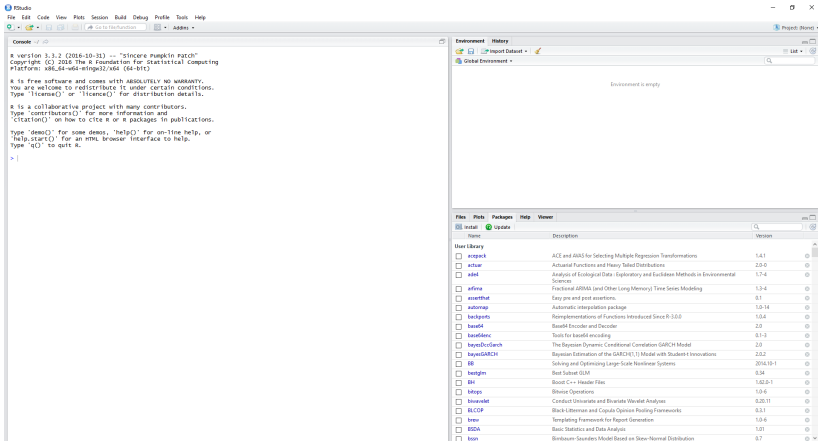 RStudio
File Edit Code View Plots Session Build Debug Profile Tools Help
Go to file/function
Addins
Project: (None)
Console ~/
R version 3.3.2 (2016-10-31) -- "Sincere Pumpkin Patch"
Copyright (C) 2016 The R Foundation for Statistical Computing
Platform: x86_64-w64-mingw32/x64 (64-bit)
R is free software and comes with ABSOLUTELY NO WARRANTY.
You are welcome to redistribute it under certain conditions.
Type 'license()' or 'licence()' for distribution details.
R is a collaborative project with many contributors.
Type 'contributors()' for more information and
'citation()' on how to cite R or R packages in publications.
Type 'demo()' for some demos, 'help()' for on-line help, or
'help.start()' for an HTML browser interface to help.
Type 'q()' to quit R.
>
Environment History
Import Dataset
List
Global Environment
Environment is empty
Files Plots Packages Help Viewer
Install Update
Name Description Version
User Library
acepack ACE and AVAS for Selecting Multiple Regression Transformations 1.4.1
actuar Actuarial Functions and Heavy Tailed Distributions 2.0-0
ade4 Analysis of Ecological Data : Exploratory and Euclidean Methods in Environmental 1.7-4
Sciences
arfima Fractional ARIMA (and Other Long Memory) Time Series Modeling 1.3-4
assertthat Easy pre and post assertions. 0.1
automap Automatic interpolation package 1.0-14
backports Reimplementations of Functions Introduced Since R-3.0.0 1.0.4
base64 Base64 Encoder and Decoder 2.0
base64enc Tools for base64 encoding 0.1-3
bayesDccGarch The Bayesian Dynamic Conditional Correlation GARCH Model 2.0
bayesGARCH Bayesian Estimation of the GARCH(1,1) Model with Student-t Innovations 2.0.2
BB Solving and Optimizing Large-Scale Nonlinear Systems 2014.10-1
bestglm Best Subset GLM 0.34
BH Boost C++ Header Files 1.62.0-1
bitops Bitwise Operations 1.0-6
biwavelet Conduct Univariate and Bivariate Wavelet Analyses 0.20.11
BLCOP Black-Litterman and Copula Opinion Pooling Frameworks 0.3.1
brew Templating Framework for Report Generation 1.0-6
BSDA Basic Statistics and Data Analysis 1.01
bssn Birnbaum-Saunders Model Based on Skew-Normal Distribution 0.7